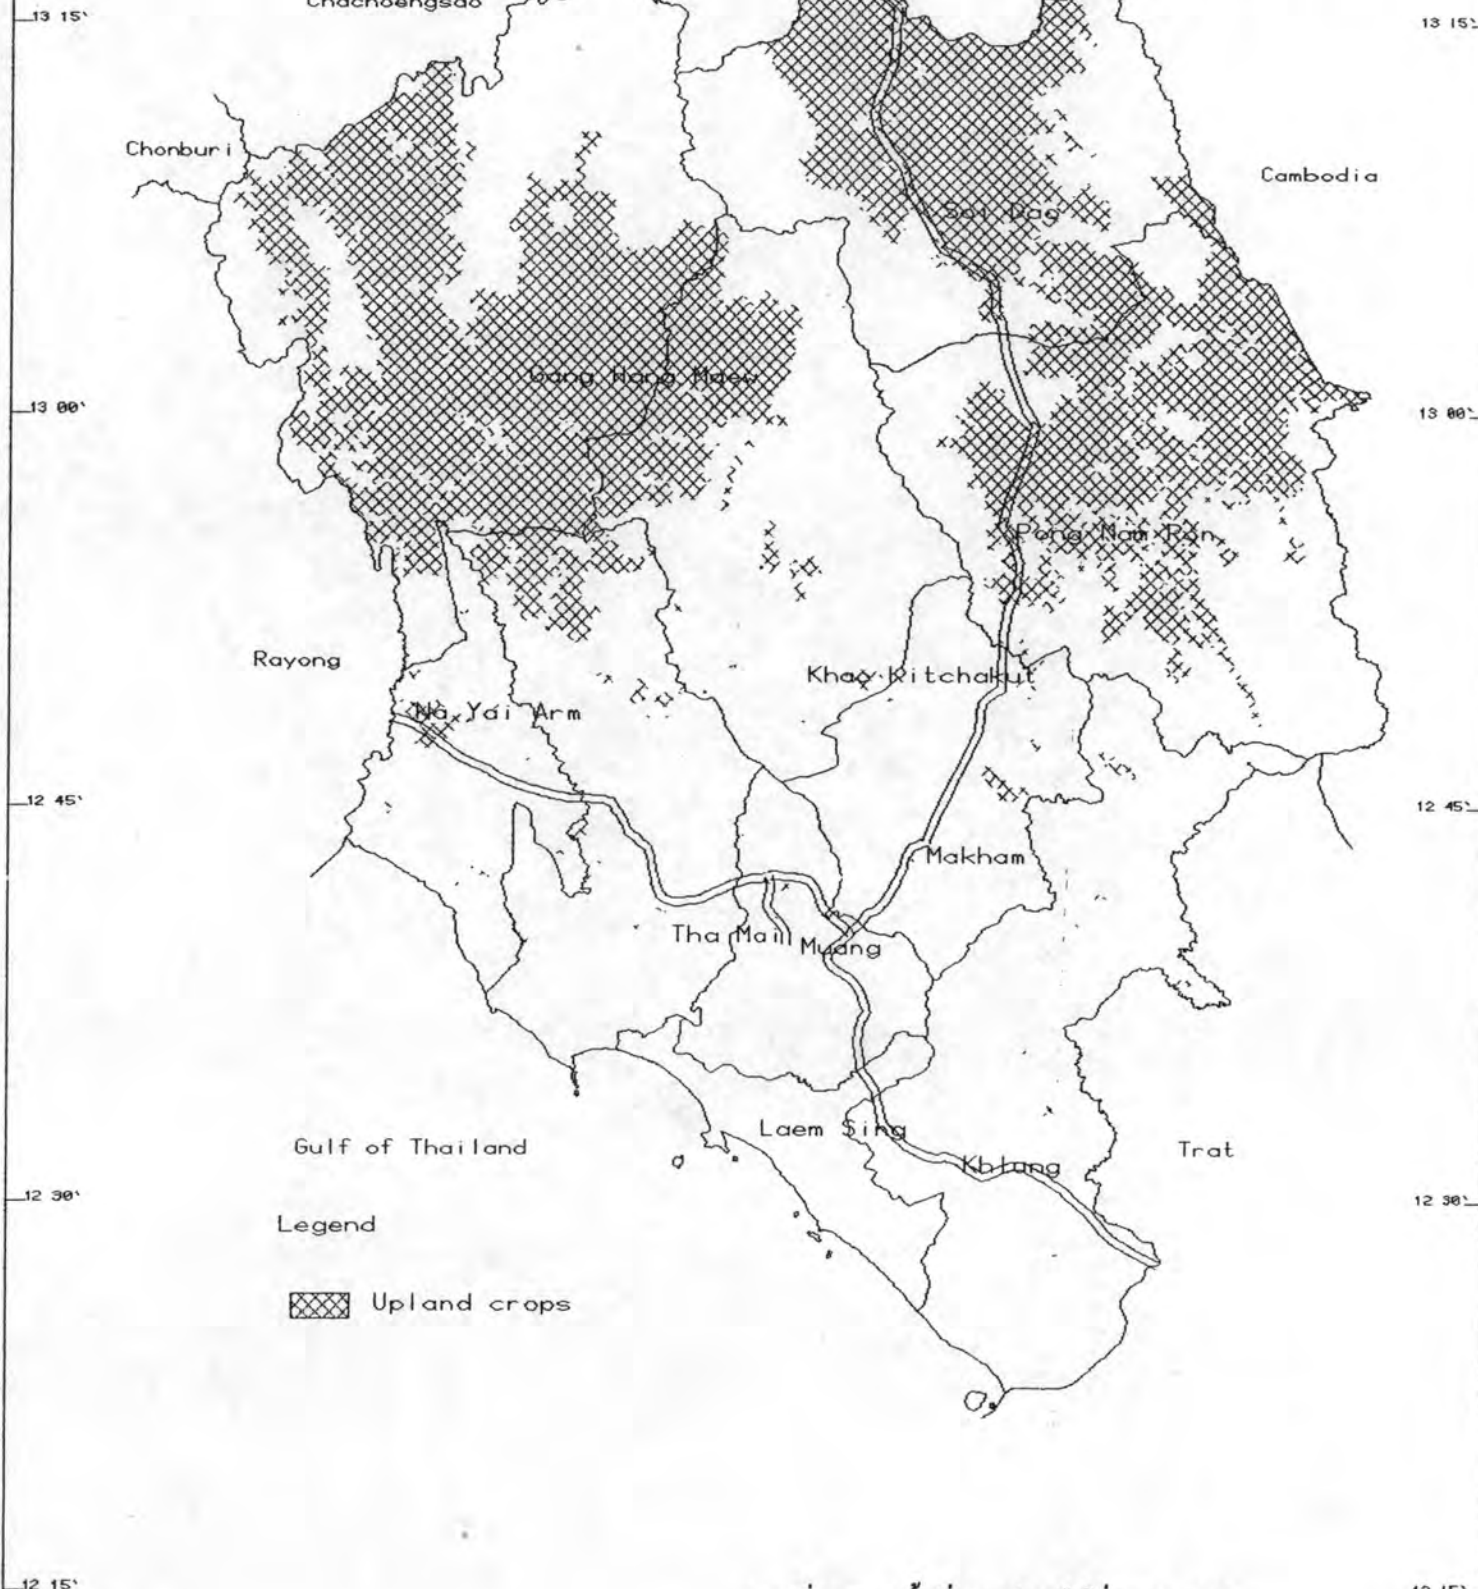 13 15'
13 15'
Chonburi
Cambodia
Soi Dao
Gang Hang Maew
13 00'
13 00'
Pong Nam Ron
Rayong
Khao Kitchakut
Na Yai Arm
12 45'
12 45'
Makham
Tha Mai
Muang
Laem Sing
Gulf of Thailand
Trat
Khlung
12 30'
12 30'
Legend
Upland crops
12 15'